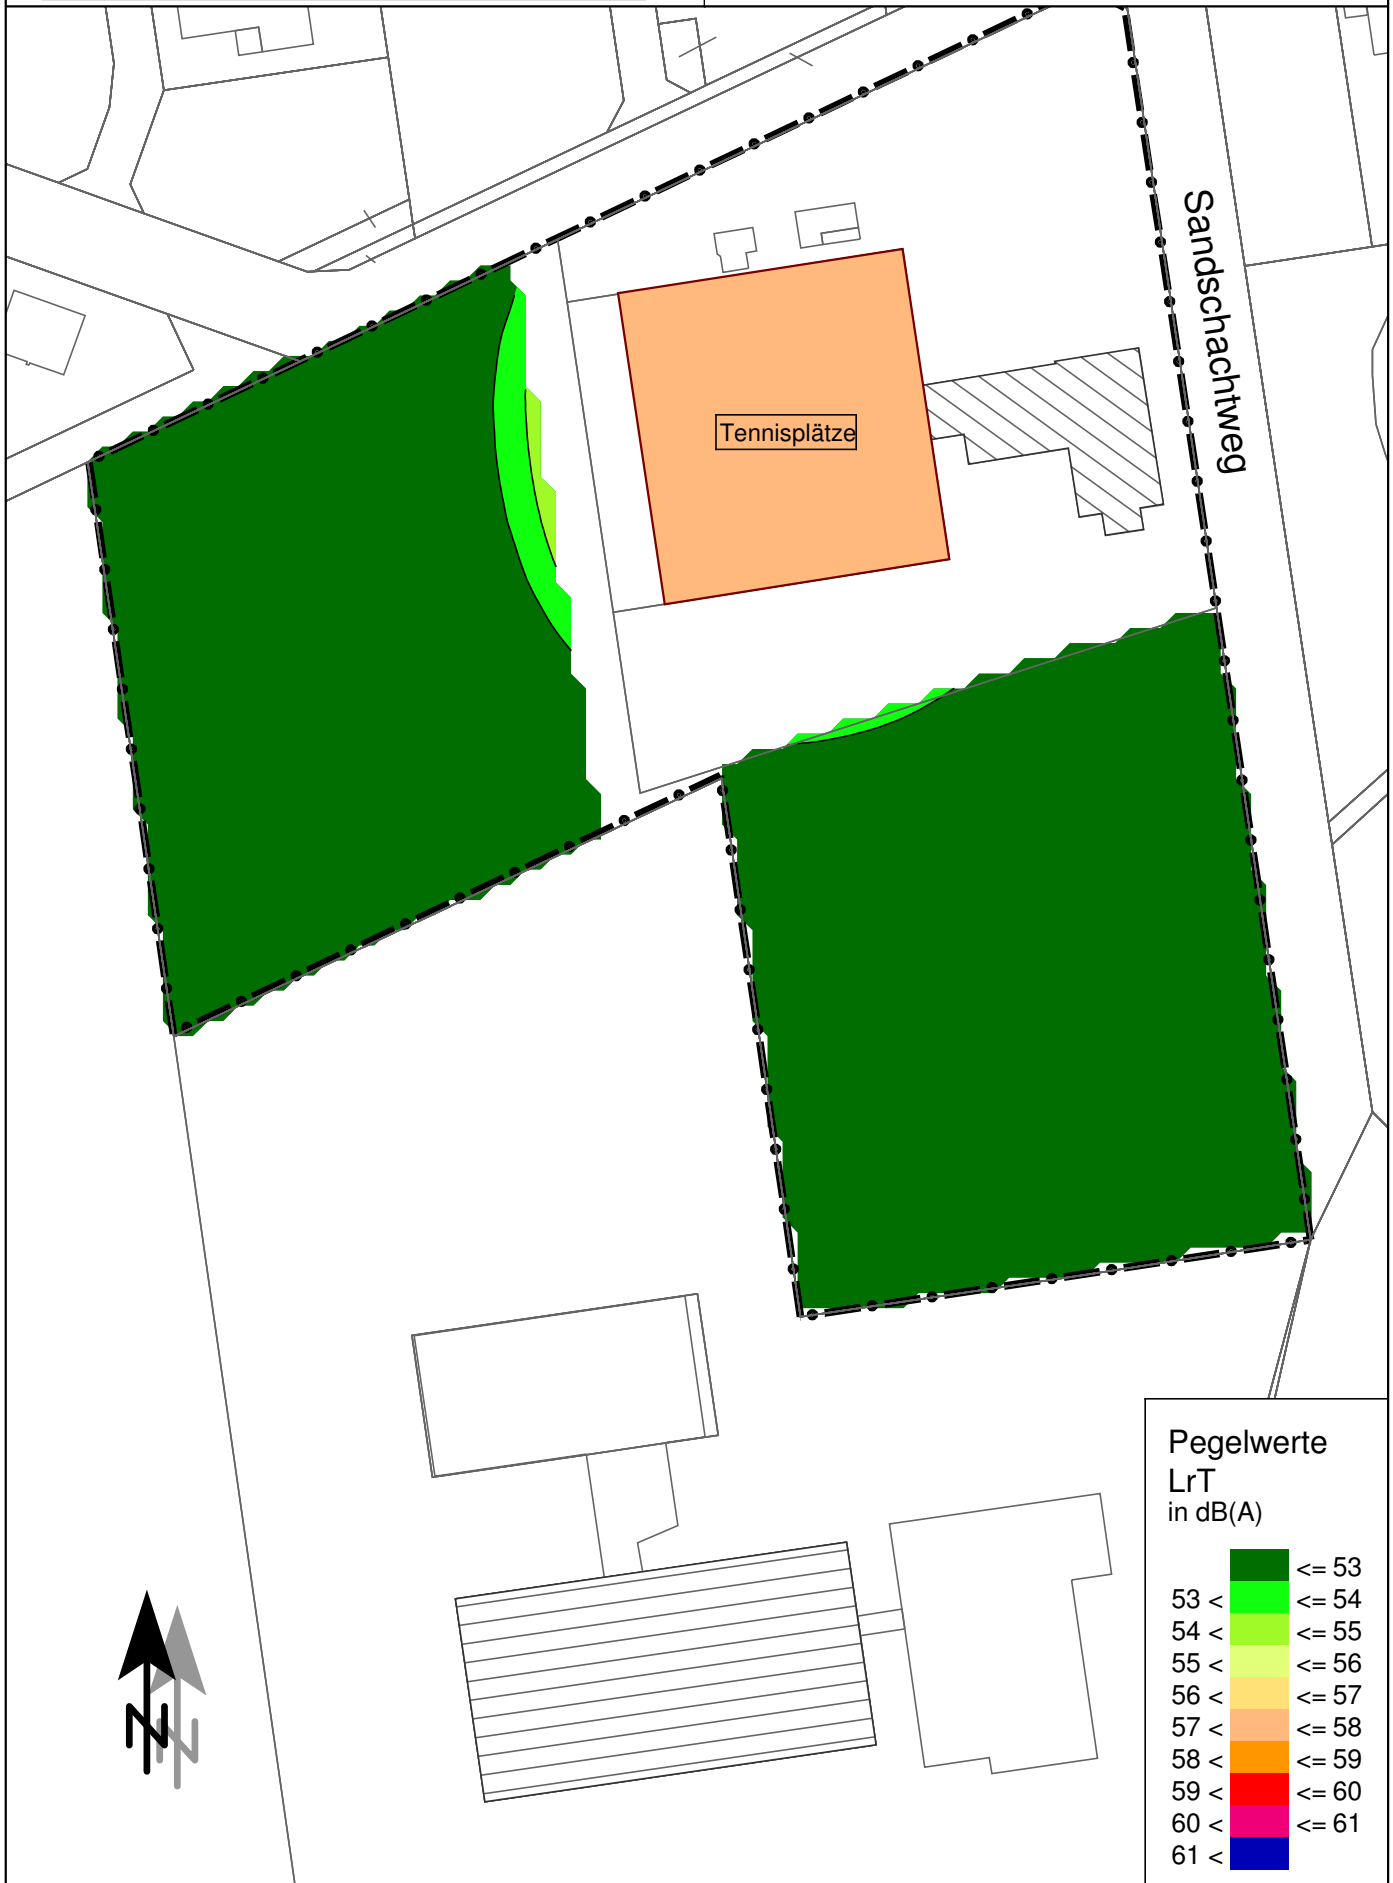 Sandschachtweg
Tennisplätze
Pegelwerte
LrT
in dB(A)
<= 53
53 < <= 54
54 < <= 55
55 < <= 56
56 < <= 57
57 < <= 58
58 < <= 59
59 < <= 60
60 < <= 61
61 <
N
N